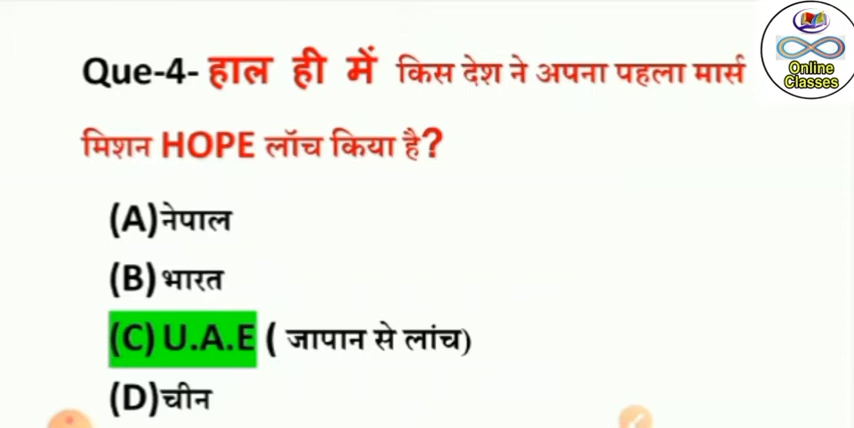 Online
Classes
Que-4- हाल ही में किस देश ने अपना पहला मार्स
मिशन HOPE लॉच किया है?
(A)नेपाल
(B)भारत
(C) U.A.E ( जापान से लांच)
(D)चीन